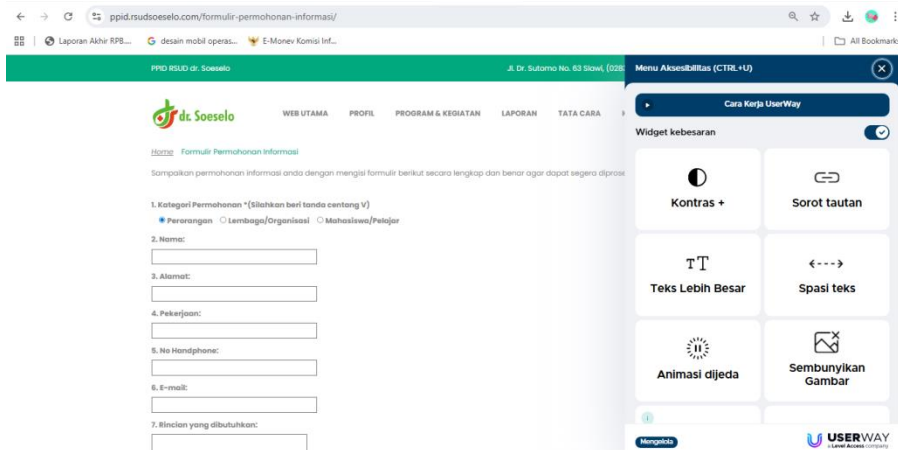 ppid.rsudsoeselo.com/formulir-permohonan-informasi/
Laporan Akhir RPB.... desain mobil operas... E-Monev Komisi Inf... All Bookmark
PPID RSUD dr. Soeselo Jl. Dr. Sutomo No. 63 Slawi, (028
dr. Soeselo
WEB UTAMA PROFIL PROGRAM & KEGIATAN LAPORAN TATA CARA
Home Formulir Permohonan Informasi
Sampaikan permohonan informasi anda dengan mengisi formulir berikut secara lengkap dan benar agar dapat segera diprose
1. Kategori Permohonan *(Silahkan beri tanda centang V)
Perorangan Lembaga/Organisasi Mahasiswa/Pelajar
2. Nama:
3. Alamat:
4. Pekerjaan:
5. No Handphone:
6. E-mail:
7. Rincian yang dibutuhkan:
Menu Aksesibilitas (CTRL+U)
Cara Kerja UserWay
Widget kebesaran
Kontras +
Sorot tautan
Teks Lebih Besar
Spasi teks
Animasi dijeda
Sembunyikan
Gambar
Mengelola
USERWAY
a Level Access company